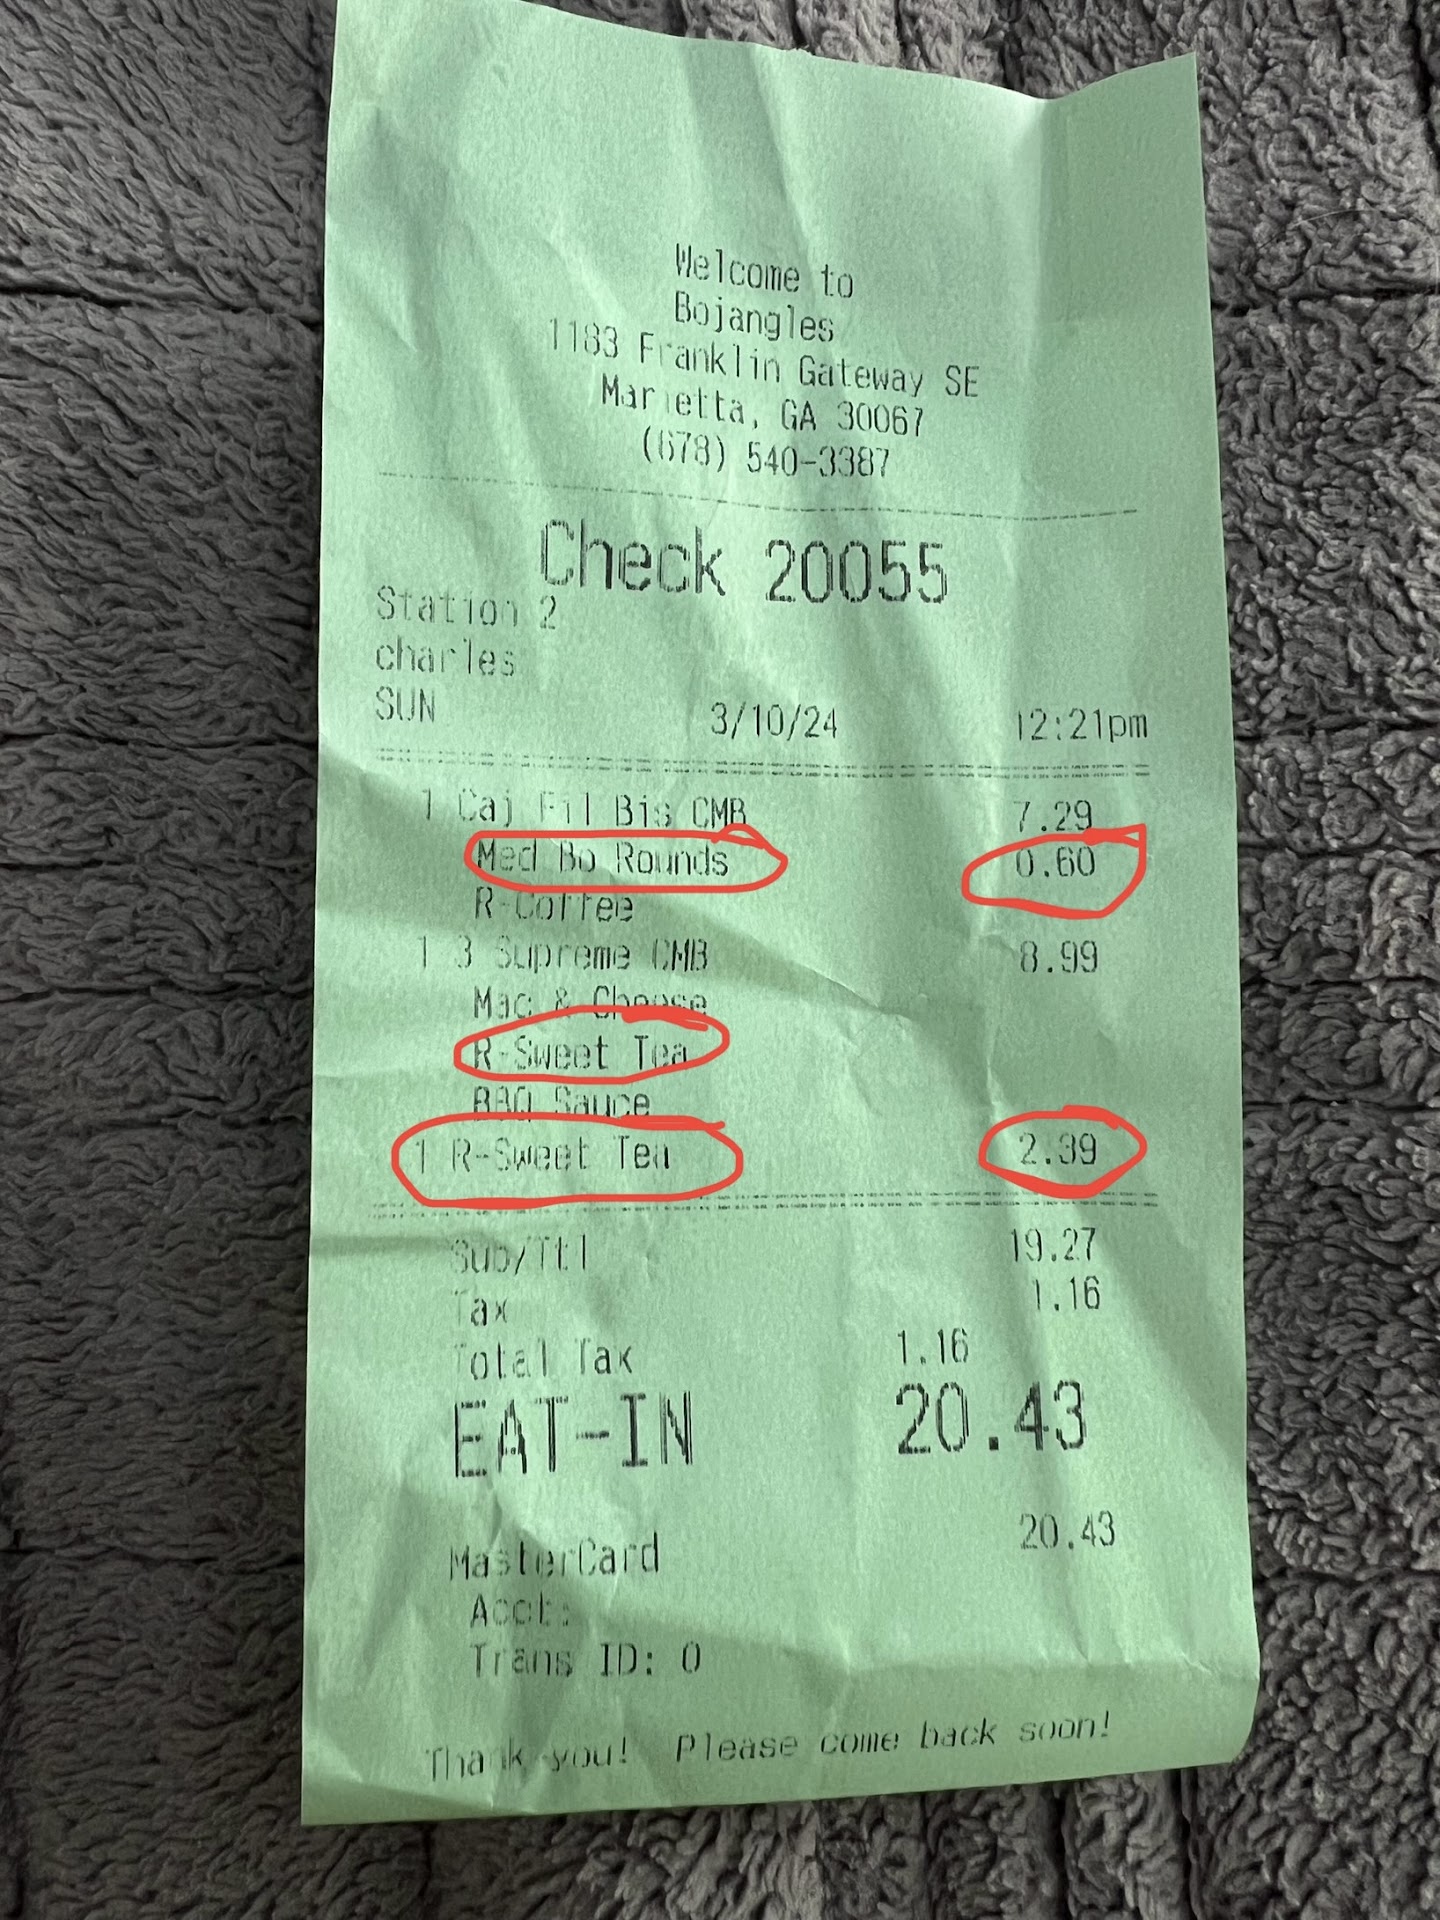 Welcome to
Bojangles
1183 Franklin Gateway SE
Marietta, GA 30067
(678) 540-3387
Check 20055
Station 2
charles
SUN 3/10/24 12:21pm
1 Caj Fil Bis CMB 7.29
Med Bo Rounds 0.60
R-Coffee
1 3 Supreme CMB 8.99
Mac & Cheese
R-Sweet Tea
BBQ Sauce
1 R-Sweet Tea 2.39
Sub/Ttl 19.27
Tax 1.16
Total Tax 1.16
EAT-IN 20.43
MasterCard 20.43
Acct:
Trans ID: 0
Thank you! Please come back soon!